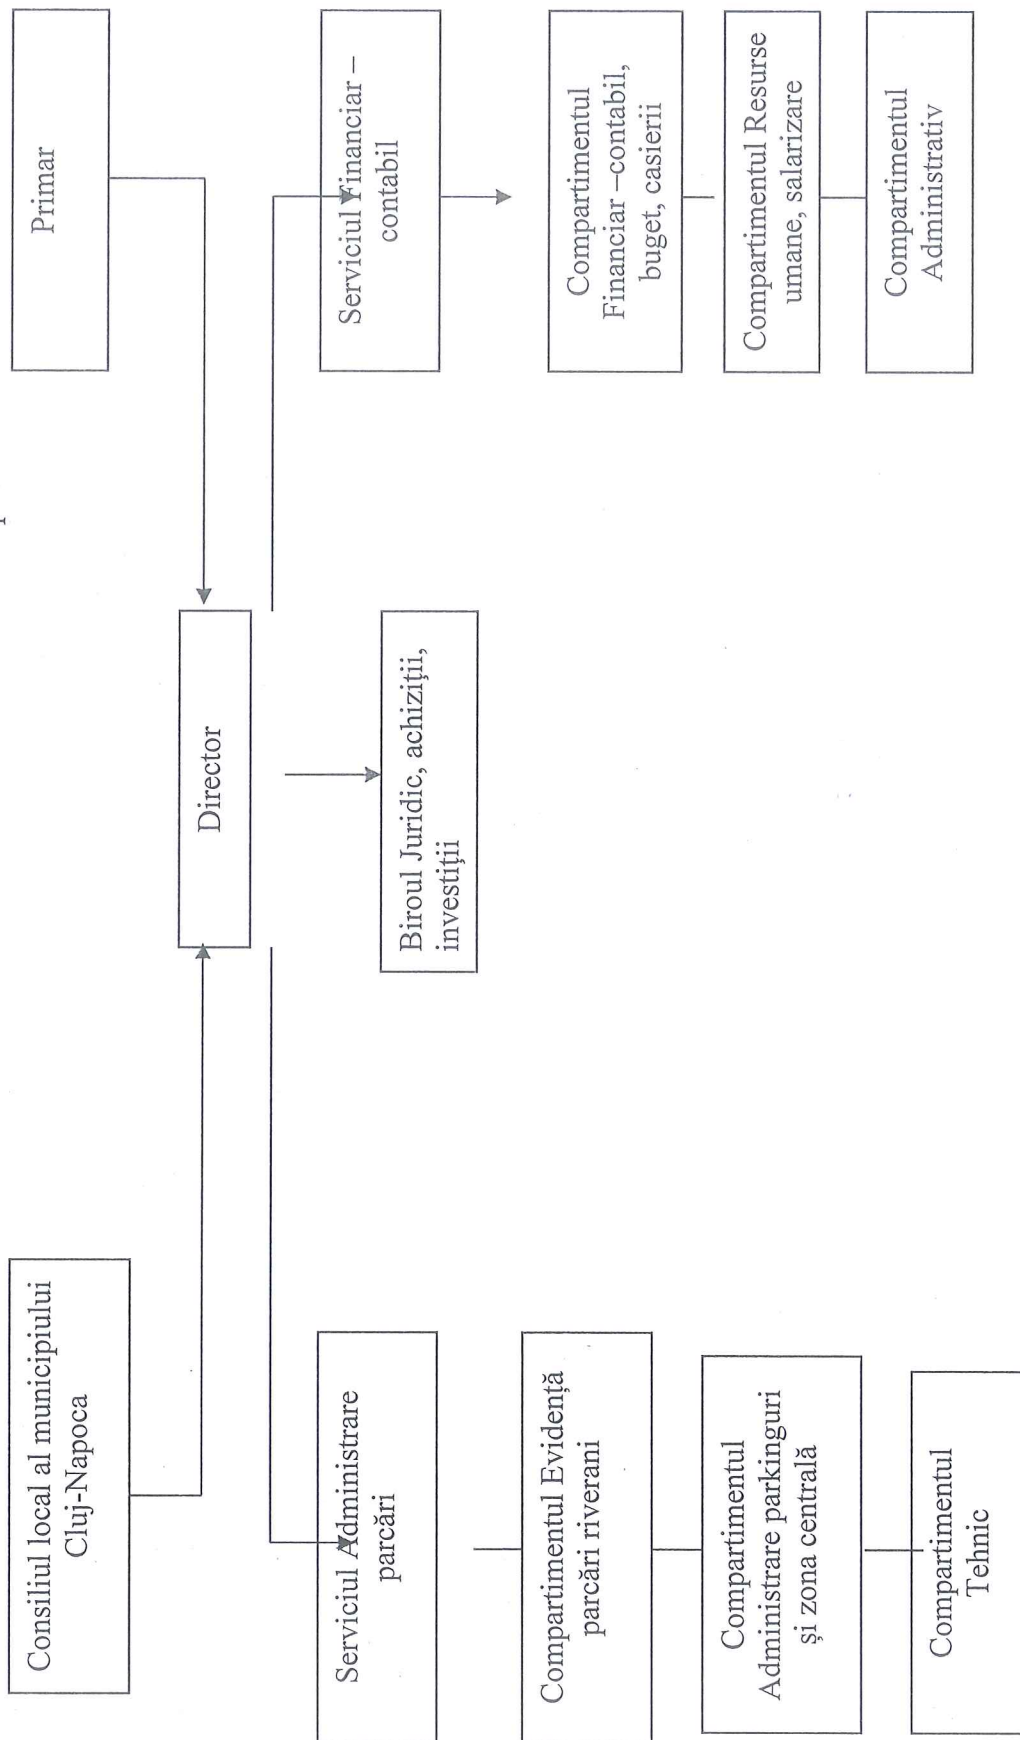 Consiliul local al municipiului
Cluj-Napoca
Primar
Director
Serviciul Administrare
parcări
Biroul Juridic, achiziții,
investiții
Serviciul Financiar –
contabil
Compartimentul Evidență
parcări riverani
Compartimentul
Administrare parkinguri
și zona centrală
Compartimentul
Tehnic
Compartimentul
Financiar –contabil,
buget, casierii
Compartimentul Resurse
umane, salarizare
Compartimentul
Administrativ